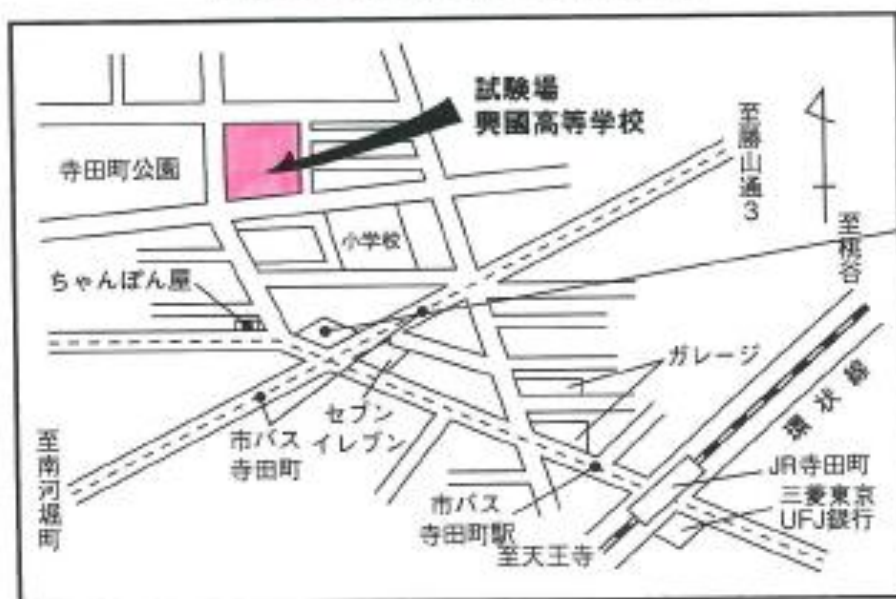 試験場
興國高等学校
至勝山通3
寺田町公園
小学校
至桃谷
ちゃんぽん屋
ガレージ
環状線
セブン
イレブン
市バス
寺田町
至南河堀町
JR寺田町
市バス
寺田町駅
三菱東京
UFJ銀行
至天王寺